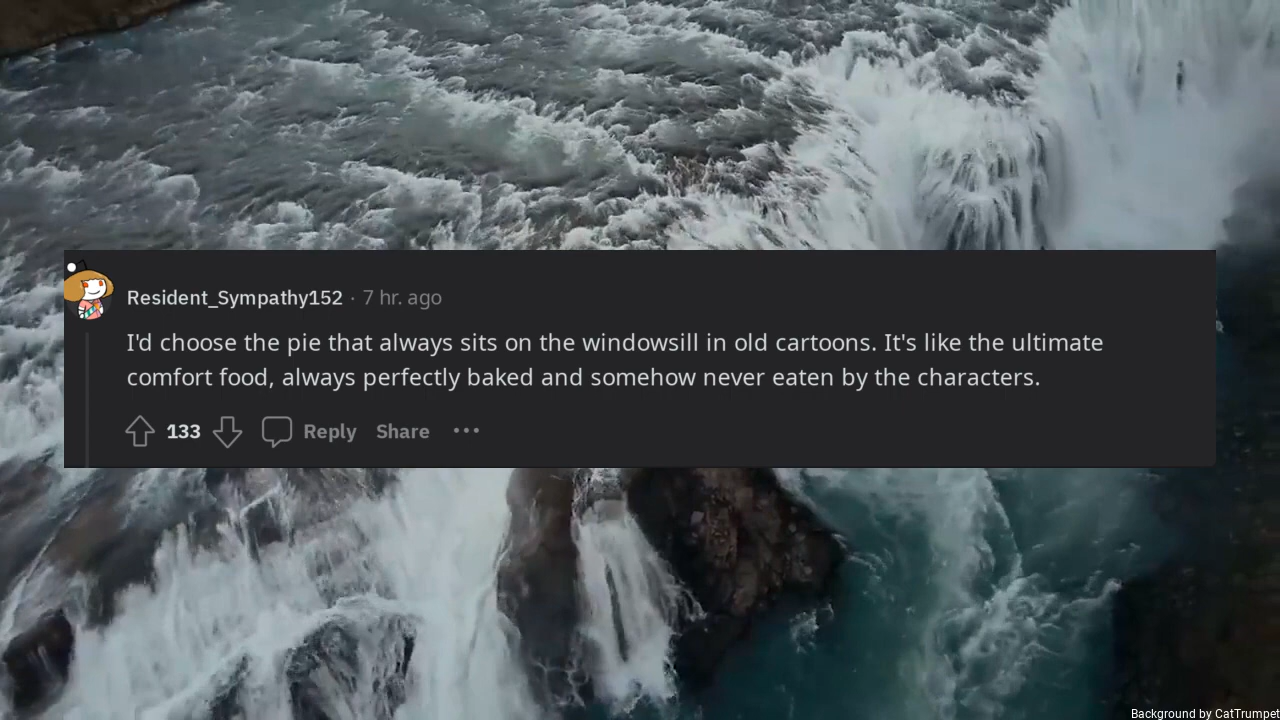 Resident_Sympathy152 · 7 hr. ago
I'd choose the pie that always sits on the windowsill in old cartoons. It's like the ultimate
comfort food, always perfectly baked and somehow never eaten by the characters.
133 Reply Share ...
Background by CatTrumpet